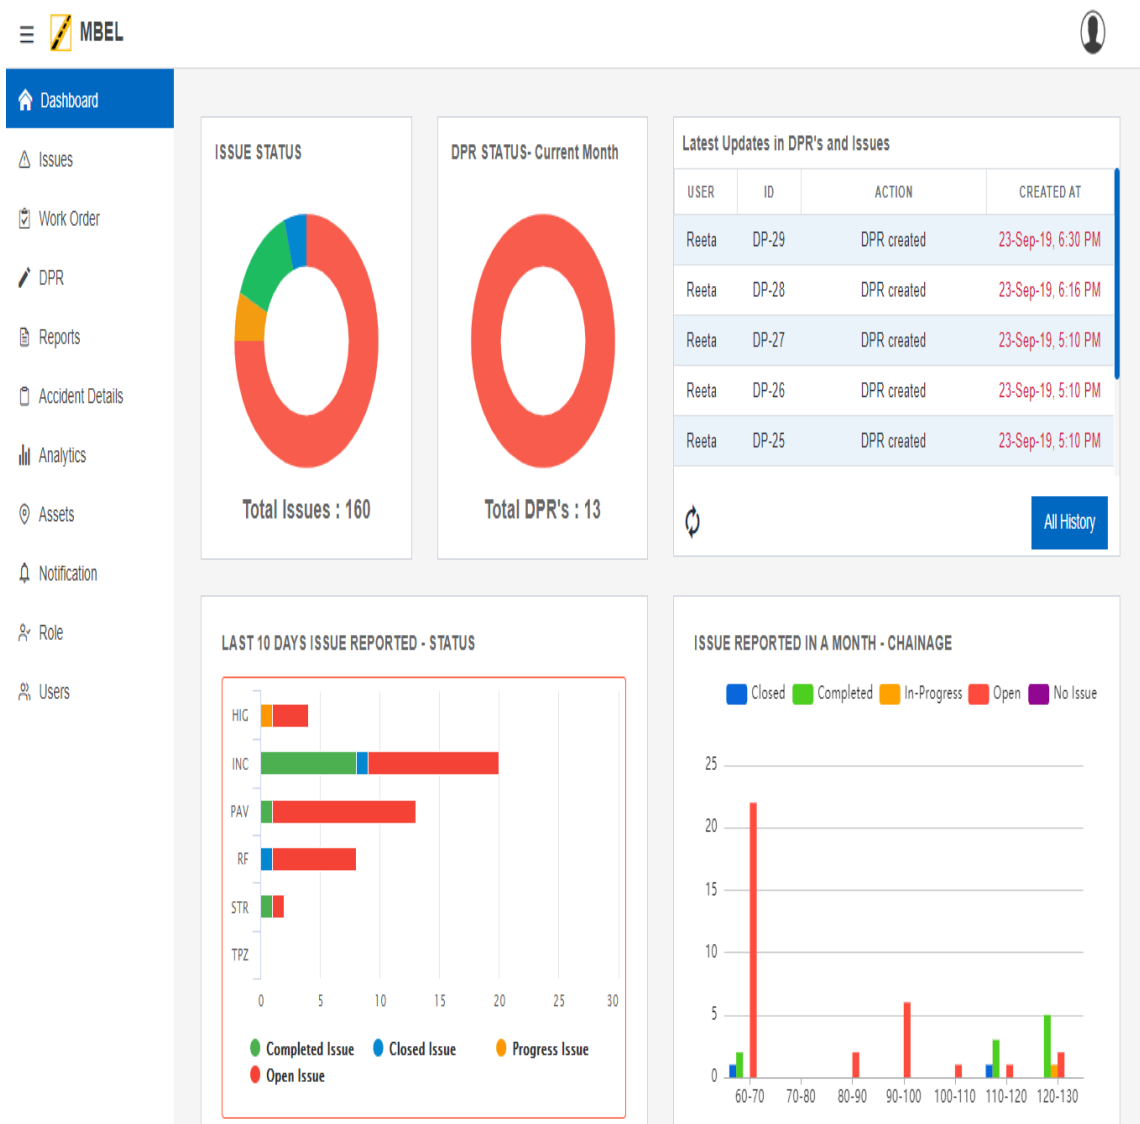 MBEL
Dashboard
Issues
Work Order
DPR
Reports
Accident Details
Analytics
Assets
Notification
Role
Users
ISSUE STATUS
Total Issues : 160
DPR STATUS- Current Month
Total DPR's : 13
Latest Updates in DPR's and Issues
USER ID ACTION CREATED AT
Reeta DP-29 DPR created 23-Sep-19, 6:30 PM
Reeta DP-28 DPR created 23-Sep-19, 6:16 PM
Reeta DP-27 DPR created 23-Sep-19, 5:10 PM
Reeta DP-26 DPR created 23-Sep-19, 5:10 PM
Reeta DP-25 DPR created 23-Sep-19, 5:10 PM
All History
LAST 10 DAYS ISSUE REPORTED - STATUS
HIG
INC
PAV
RF
STR
TPZ
0 5 10 15 20 25 30
Completed Issue Closed Issue Progress Issue
Open Issue
ISSUE REPORTED IN A MONTH - CHAINAGE
Closed Completed In-Progress Open No Issue
25
20
15
10
5
0
60-70 70-80 80-90 90-100 100-110 110-120 120-130